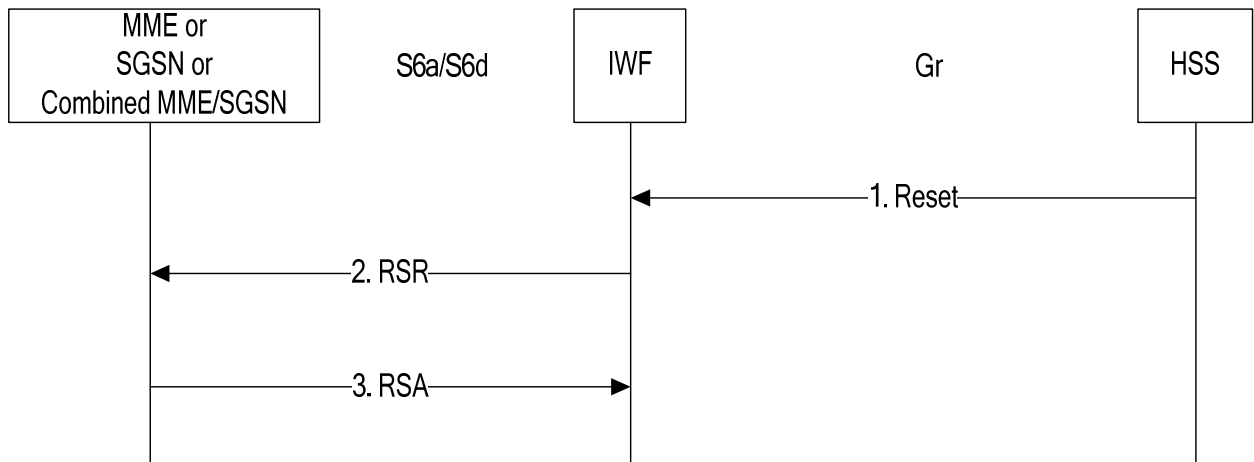 MME or
SGSN or
Combined MME/SGSN
S6a/S6d
IWF
Gr
HSS
1. Reset
2. RSR
3. RSA